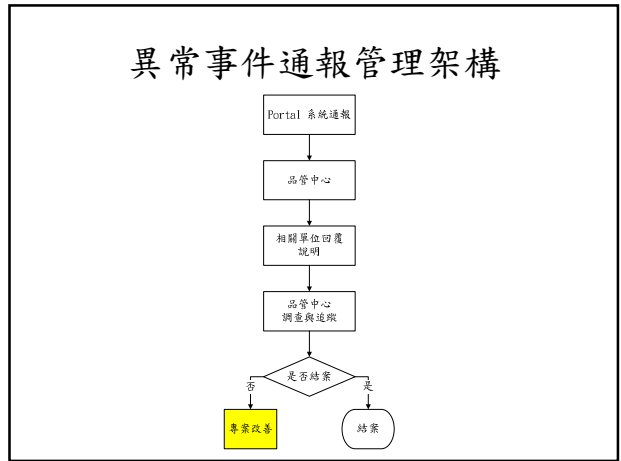 異常事件通報管理架構
Portal 系統通報
品管中心
相關單位回覆
說明
品管中心
調查與追蹤
是否結案
否
是
專案改善
結案